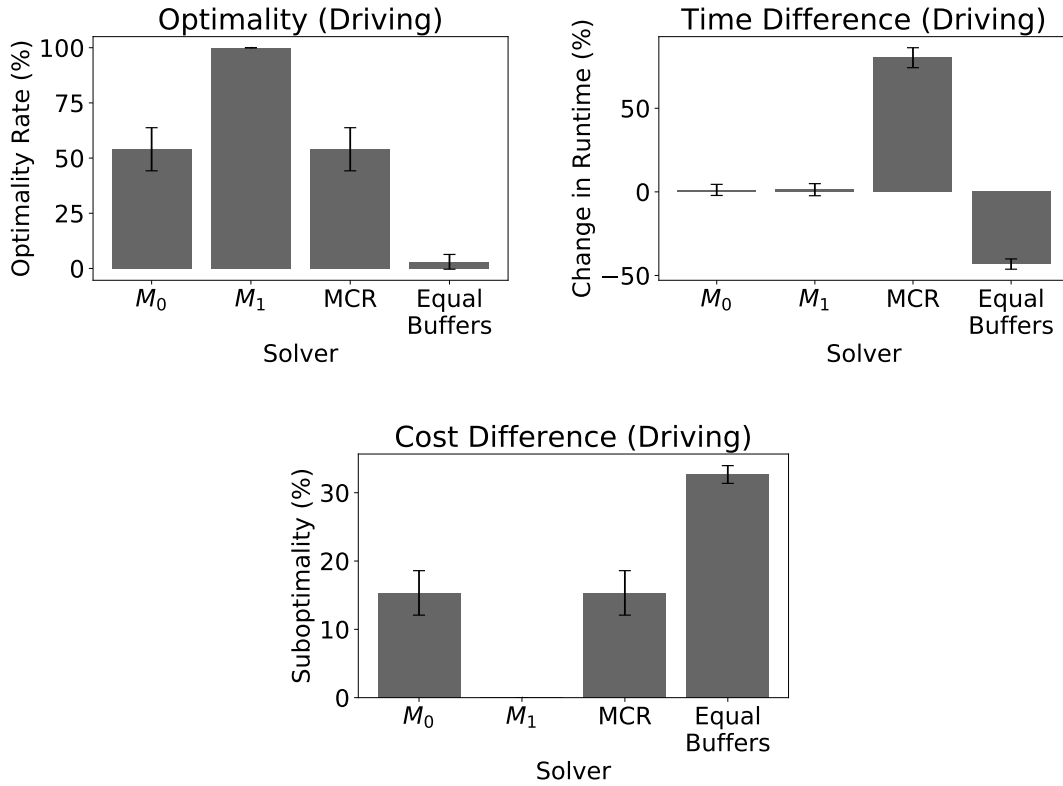 Optimality (Driving)
Optimality Rate (%)
100
75
50
25
0
M₀
M₁
MCR
Equal
Buffers
Solver
Time Difference (Driving)
Change in Runtime (%)
50
0
−50
M₀
M₁
MCR
Equal
Buffers
Solver
Cost Difference (Driving)
Suboptimality (%)
30
20
10
0
M₀
M₁
MCR
Equal
Buffers
Solver